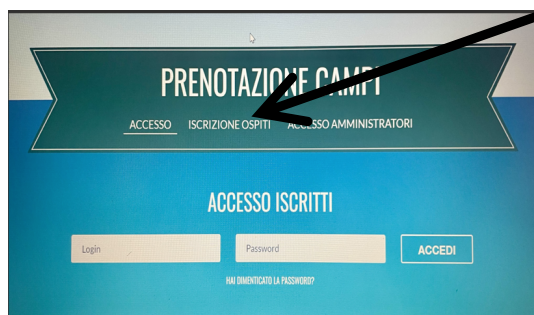 PRENOTAZIONE CAMPI
ACCESSO ISCRIZIONE OSPITI ACCESSO AMMINISTRATORI
ACCESSO ISCRITTI
Login Password ACCEDI
HAI DIMENTICATO LA PASSWORD?